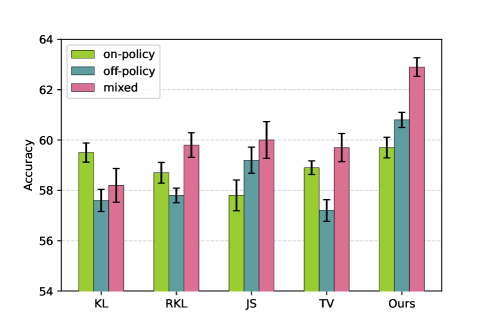 64
62
60
58
56
54
Accuracy
on-policy
off-policy
mixed
KL RKL JS TV Ours